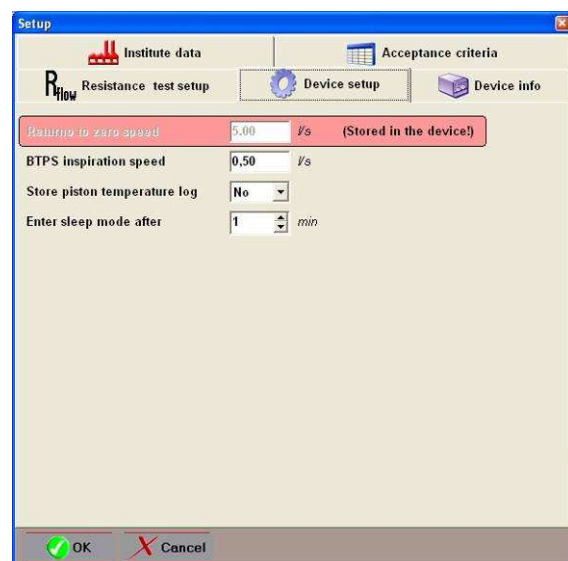 Setup
Institute data
Acceptance criteria
Rflow Resistance test setup
Device setup
Device info
Returno to zero speed 5.00 l/s (Stored in the device!)
BTPS inspiration speed 0,50 l/s
Store piston temperature log No
Enter sleep mode after 1 min
OK
Cancel